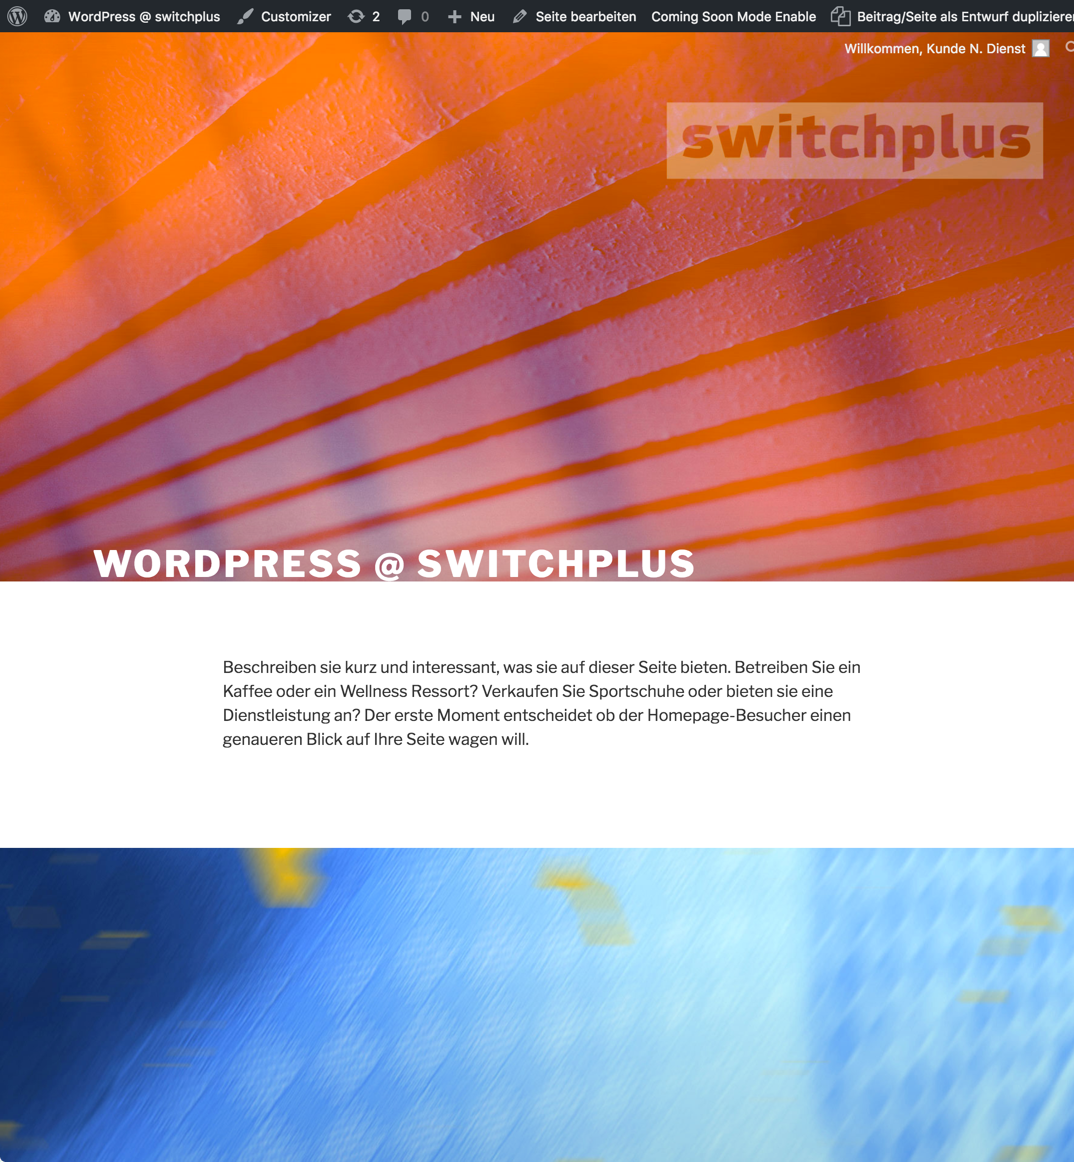 WordPress @ switchplus Customizer 2 0 Neu Seite bearbeiten Coming Soon Mode Enable Beitrag/Seite als Entwurf duplizieren
Willkommen, Kunde N. Dienst
switchplus
WORDPRESS @ SWITCHPLUS
Beschreiben sie kurz und interessant, was sie auf dieser Seite bieten. Betreiben Sie ein
Kaffee oder ein Wellness Ressort? Verkaufen Sie Sportschuhe oder bieten sie eine
Dienstleistung an? Der erste Moment entscheidet ob der Homepage-Besucher einen
genaueren Blick auf Ihre Seite wagen will.